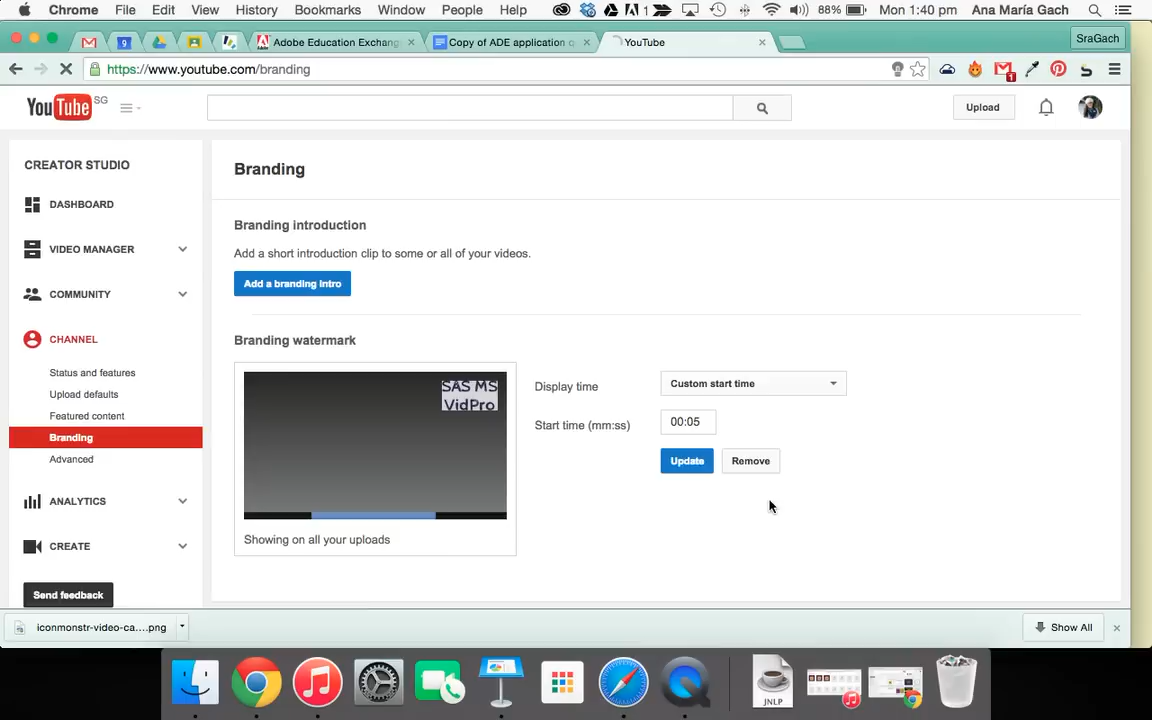 Chrome File Edit View History Bookmarks Window People Help 1 88% Mon 1:40 pm Ana María Gach
9 Adobe Education Exchang Copy of ADE application YouTube SraGach
https://www.youtube.com/branding 1
YouTube SG Upload
CREATOR STUDIO
DASHBOARD
VIDEO MANAGER
COMMUNITY
CHANNEL
Status and features
Upload defaults
Featured content
Branding
Advanced
ANALYTICS
CREATE
Send feedback
Branding
Branding introduction
Add a short introduction clip to some or all of your videos.
Add a branding intro
Branding watermark
SAS MS
VidPro
Showing on all your uploads
Display time Custom start time
Start time (mm:ss) 00:05
Update Remove
iconmonstr-video-ca....png Show All
JNLP